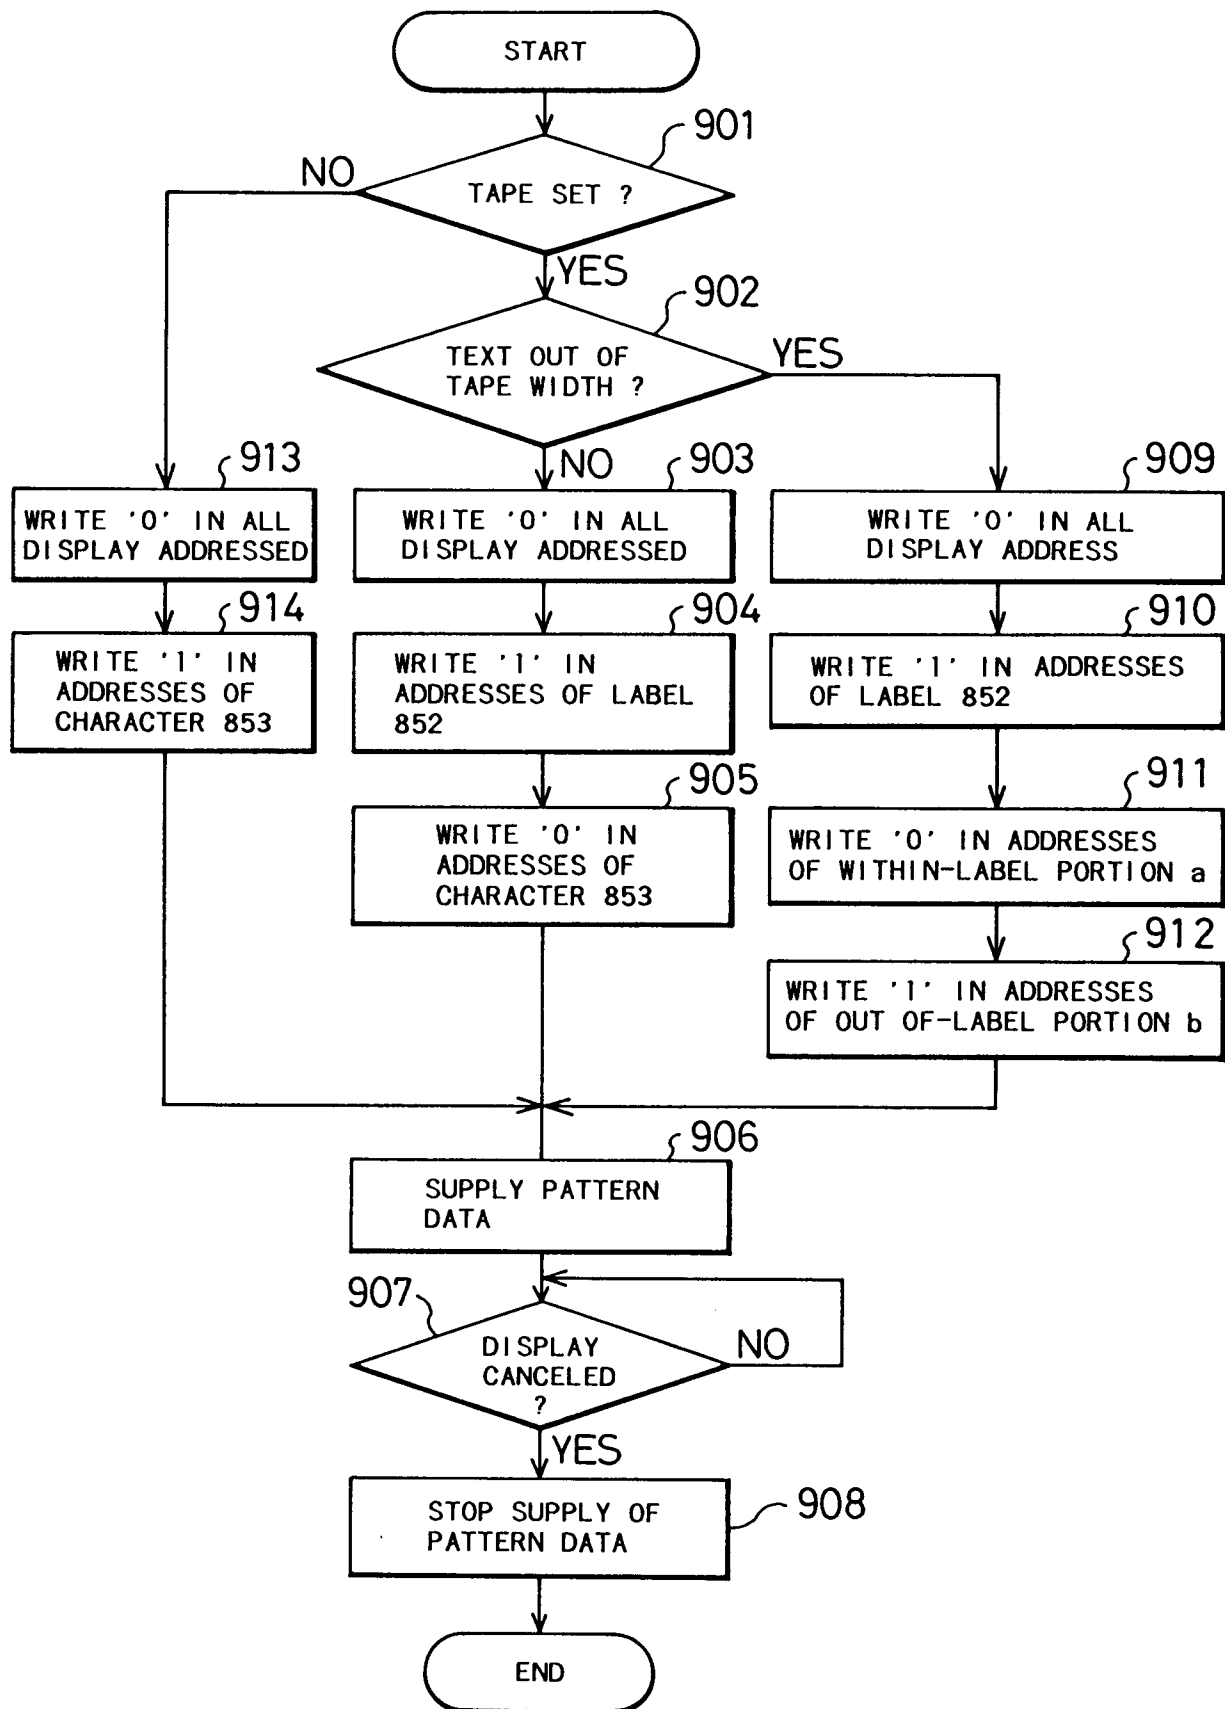 START
901
NO
TAPE SET ?
YES
902
TEXT OUT OF
TAPE WIDTH ?
YES
NO
913
WRITE '0' IN ALL
DISPLAY ADDRESSED
914
WRITE '1' IN
ADDRESSES OF
CHARACTER 853
903
WRITE '0' IN ALL
DISPLAY ADDRESSED
904
WRITE '1' IN
ADDRESSES OF LABEL
852
905
WRITE '0' IN
ADDRESSES OF
CHARACTER 853
909
WRITE '0' IN ALL
DISPLAY ADDRESS
910
WRITE '1' IN ADDRESSES
OF LABEL 852
911
WRITE '0' IN ADDRESSES
OF WITHIN-LABEL PORTION a
912
WRITE '1' IN ADDRESSES
OF OUT OF-LABEL PORTION b
906
SUPPLY PATTERN
DATA
907
DISPLAY
CANCELED
?
NO
YES
908
STOP SUPPLY OF
PATTERN DATA
END